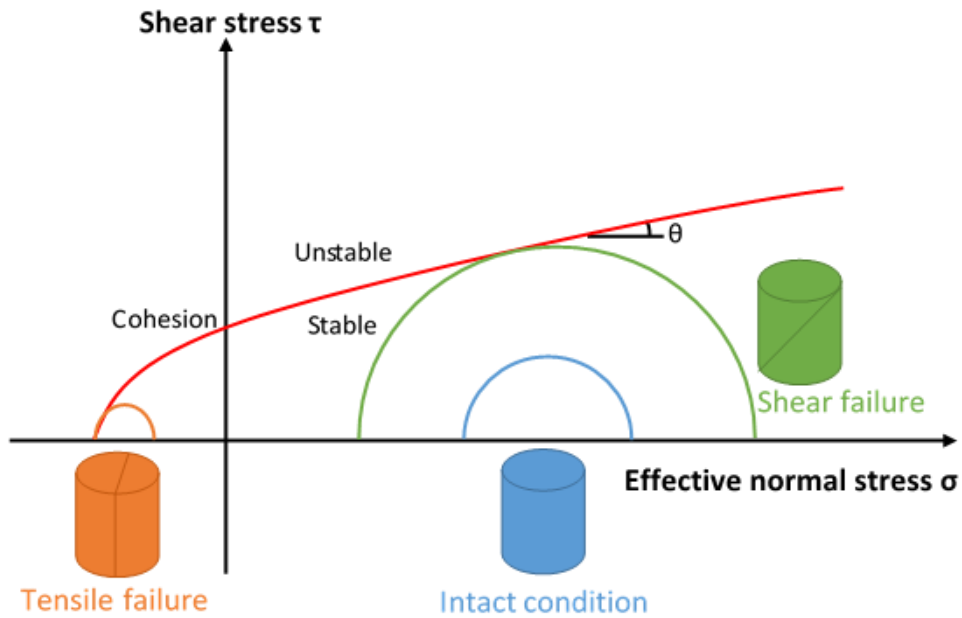 Shear stress τ
Unstable
θ
Cohesion
Stable
Shear failure
Effective normal stress σ
Tensile failure
Intact condition